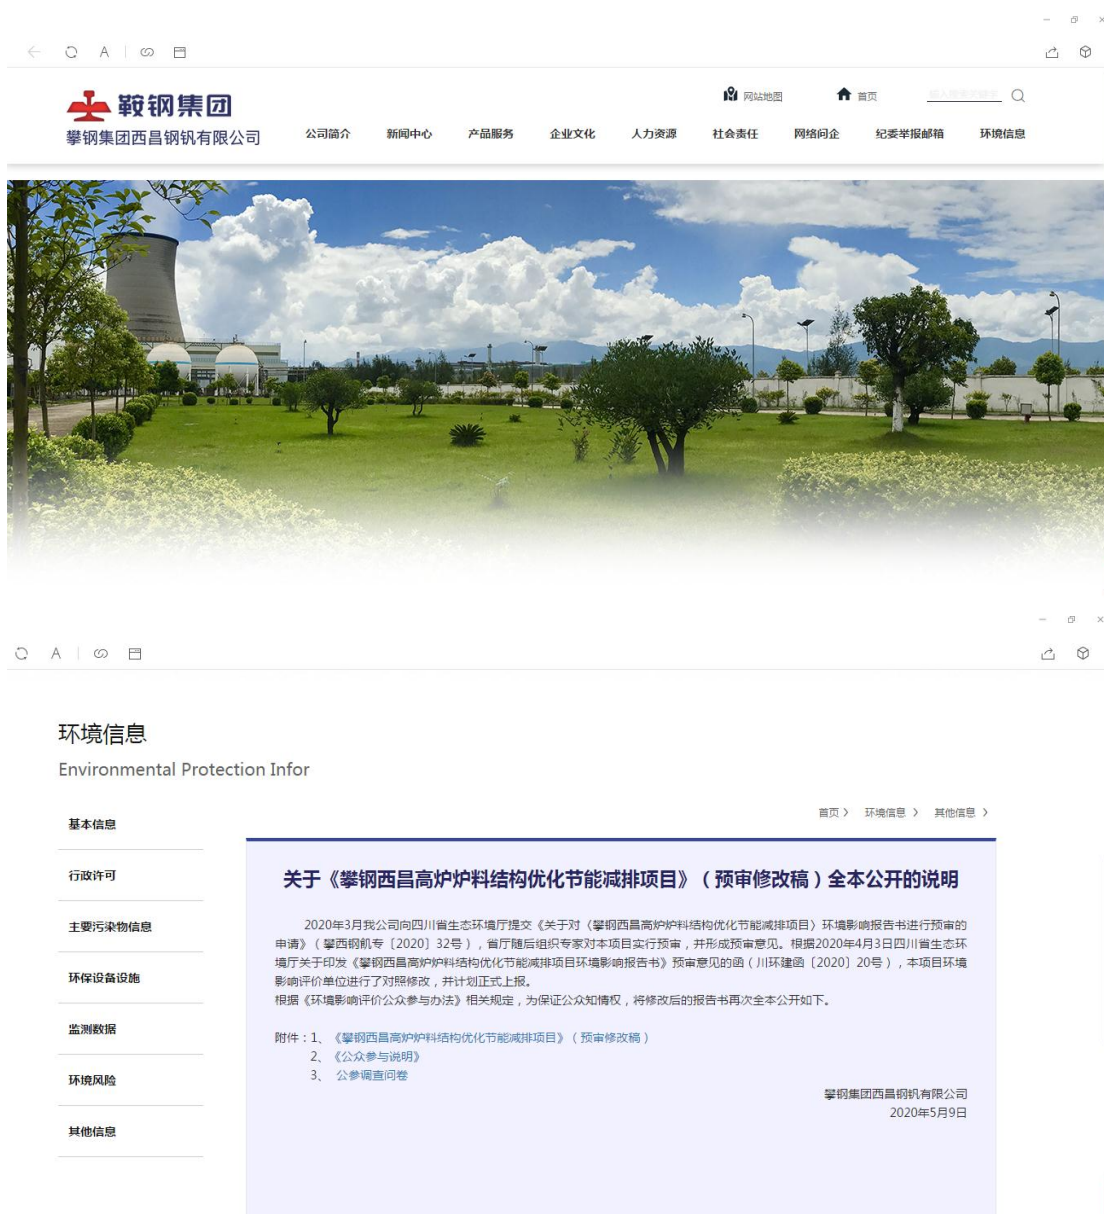 A
鞍钢集团
攀钢集团西昌钢钒有限公司
网站地图
首页
公司简介 新闻中心 产品服务 企业文化 人力资源 社会责任 网络问企 纪委举报邮箱 环境信息
A
环境信息
Environmental Protection Infor
首页 》 环境信息 》 其他信息 》
基本信息
行政许可
主要污染物信息
环保设备设施
监测数据
环境风险
其他信息
关于《攀钢西昌高炉炉料结构优化节能减排项目》(预审修改稿)全本公开的说明
2020年3月我公司向四川省生态环境厅提交《关于对〈攀钢西昌高炉炉料结构优化节能减排项目〉环境影响报告书进行预审的
申请》(攀西钢钒专〔2020〕32号),省厅随后组织专家对本项目实行预审,并形成预审意见。根据2020年4月3日四川省生态环
境厅关于印发《攀钢西昌高炉炉料结构优化节能减排项目环境影响报告书》预审意见的函(川环建函〔2020〕20号),本项目环境
影响评价单位进行了对照修改,并计划正式上报。
根据《环境影响评价公众参与办法》相关规定,为保证公众知情权,将修改后的报告书再次全本公开如下。
附件:1、《攀钢西昌高炉炉料结构优化节能减排项目》(预审修改稿)
2、《公众参与说明》
3、 公参调查问卷
攀钢集团西昌钢钒有限公司
2020年5月9日